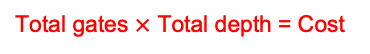 Total gates × Total depth = Cost